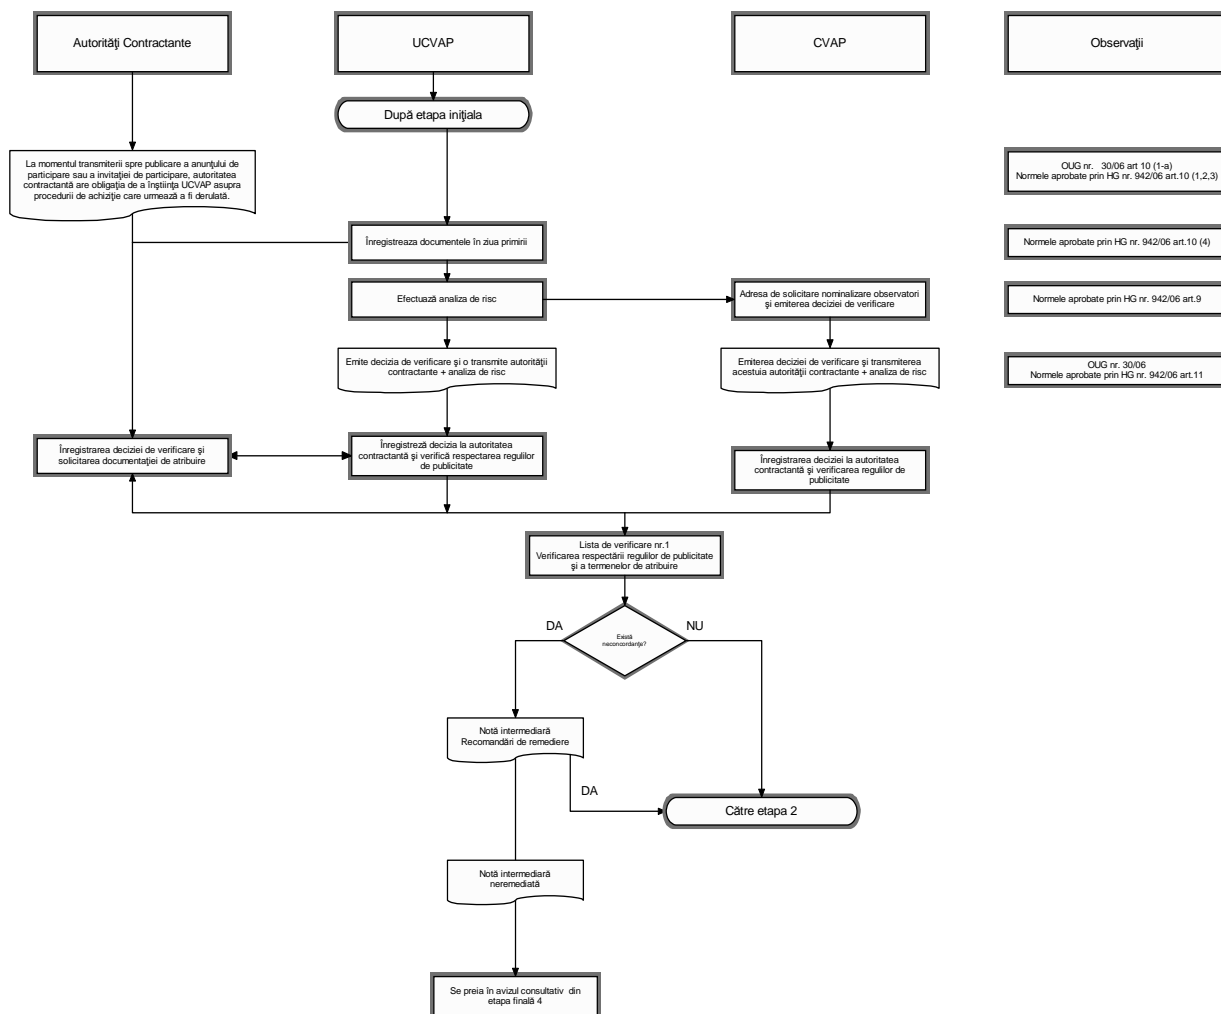 Autorităţi Contractante
UCVAP
CVAP
Observaţii
După etapa iniţiala
La momentul transmiterii spre publicare a anunţului de
participare sau a invitaţiei de participare, autoritatea
contractantă are obligaţia de a înştiinţa UCVAP asupra
procedurii de achiziţie care urmează a fi derulată.
OUG nr. 30/06 art 10 (1-a)
Normele aprobate prin HG nr. 942/06 art.10 (1,2,3)
Înregistreaza documentele în ziua primirii
Normele aprobate prin HG nr. 942/06 art.10 (4)
Efectuază analiza de risc
Adresa de solicitare nominalizare observatori
şi emiterea deciziei de verificare
Normele aprobate prin HG nr. 942/06 art.9
Emite decizia de verificare şi o transmite autorităţii
contractante + analiza de risc
Emiterea deciziei de verificare şi transmiterea
acestuia autorităţii contractante + analiza de risc
OUG nr. 30/06
Normele aprobate prin HG nr. 942/06 art.11
Înregistrarea deciziei de verificare şi
solicitarea documentaţiei de atribuire
Înregistreză decizia la autoritatea
contractantă şi verifică respectarea regulilor
de publicitate
Înregistrarea deciziei la autoritatea
contractantă şi verificarea regulilor de
publicitate
Lista de verificare nr.1
Verificarea respectării regulilor de publicitate
şi a termenelor de atribuire
DA
NU
Există
neconcordanţe?
Notă intermediară
Recomandări de remediere
DA
Către etapa 2
Notă intermediară
neremediată
Se preia în avizul consultativ din
etapa finală 4